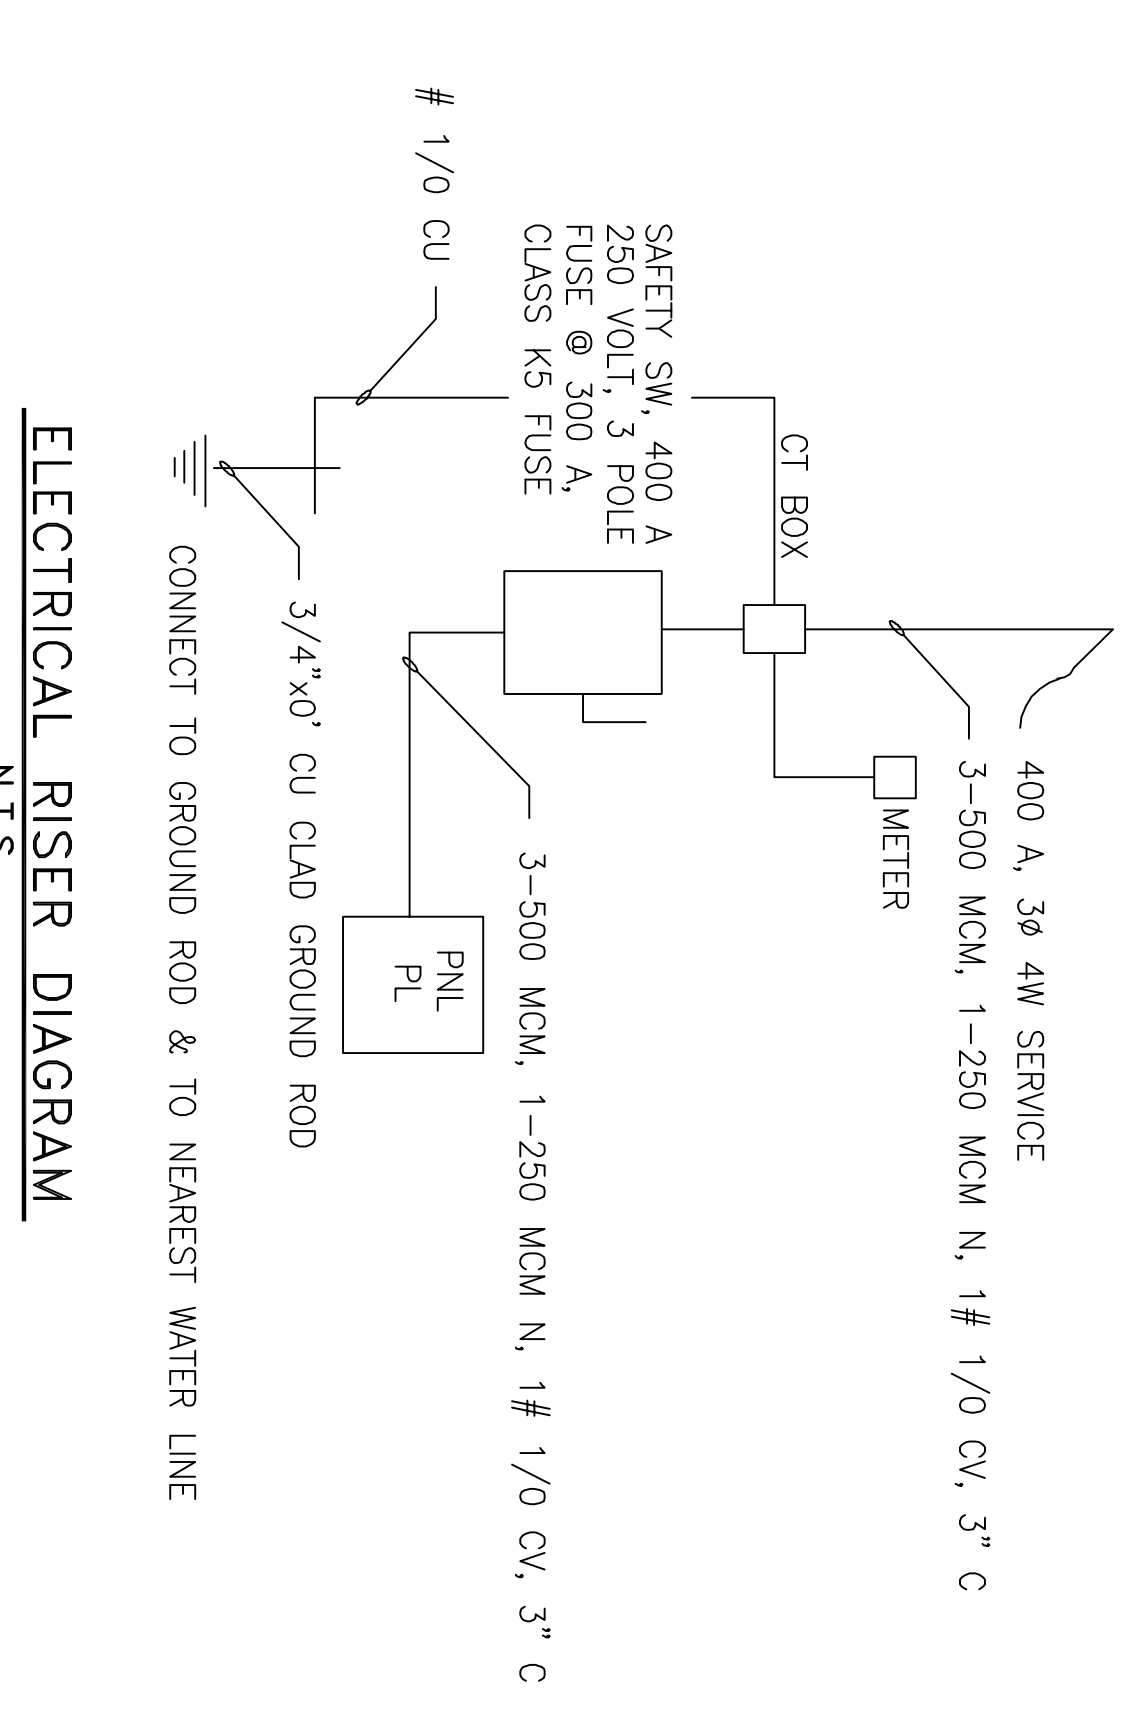 400 A, 3ø 4W SERVICE
3-500 MCM, 1-250 MCM N, 1# 1/0 CV, 3" C
METER
CT BOX
SAFETY SW, 400 A
250 VOLT, 3 POLE
FUSE @ 300 A,
CLASS K5 FUSE
3-500 MCM, 1-250 MCM N, 1# 1/0 CV, 3" C
PNL
PL
# 1/0 CU
3/4"x0' CU CLAD GROUND ROD
CONNECT TO GROUND ROD & TO NEAREST WATER LINE
ELECTRICAL RISER DIAGRAM
N.T.S.